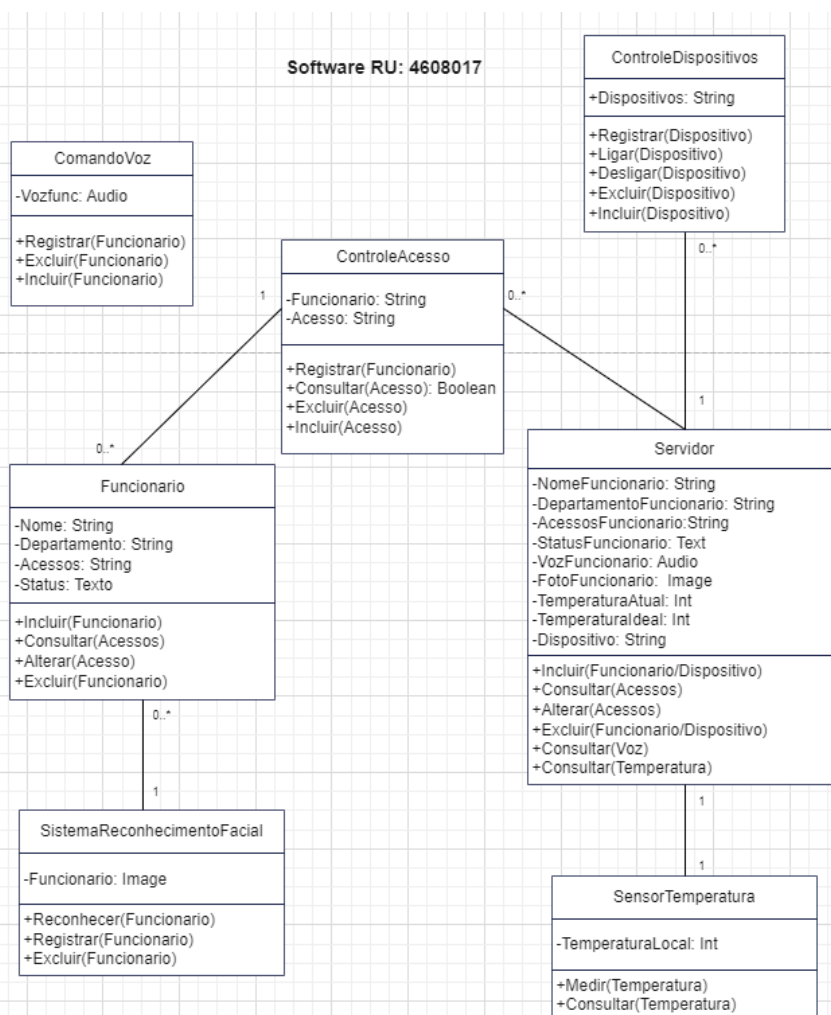 Software RU: 4608017
ControleDispositivos
+Dispositivos: String
+Registrar(Dispositivo)
+Ligar(Dispositivo)
+Desligar(Dispositivo)
+Excluir(Dispositivo)
+Incluir(Dispositivo)
0..*
1
ComandoVoz
-Vozfunc: Audio
+Registrar(Funcionario)
+Excluir(Funcionario)
+Incluir(Funcionario)
ControleAcesso
-Funcionario: String
-Acesso: String
+Registrar(Funcionario)
+Consultar(Acesso): Boolean
+Excluir(Acesso)
+Incluir(Acesso)
1
0..*
0..*
Funcionario
-Nome: String
-Departamento: String
-Acessos: String
-Status: Texto
+Incluir(Funcionario)
+Consultar(Acessos)
+Alterar(Acesso)
+Excluir(Funcionario)
0..*
1
Servidor
-NomeFuncionario: String
-DepartamentoFuncionario: String
-AcessosFuncionario:String
-StatusFuncionario: Text
-VozFuncionario: Audio
-FotoFuncionario:  Image
-TemperaturaAtual: Int
-TemperaturaIdeal: Int
-Dispositivo: String
+Incluir(Funcionario/Dispositivo)
+Consultar(Acessos)
+Alterar(Acessos)
+Excluir(Funcionario/Dispositivo)
+Consultar(Voz)
+Consultar(Temperatura)
1
1
SistemaReconhecimentoFacial
-Funcionario: Image
+Reconhecer(Funcionario)
+Registrar(Funcionario)
+Excluir(Funcionario)
SensorTemperatura
-TemperaturaLocal: Int
+Medir(Temperatura)
+Consultar(Temperatura)